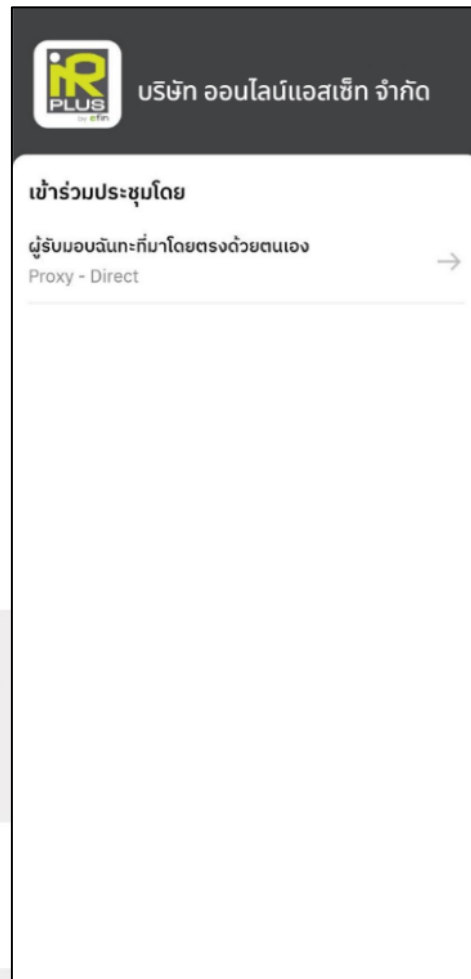 iR
PLUS
by efin
บริษัท ออนไลน์แอสเซ็ท จำกัด
เข้าร่วมประชุมโดย
ผู้รับมอบฉันทะที่มาโดยตรงด้วยตนเอง
Proxy - Direct